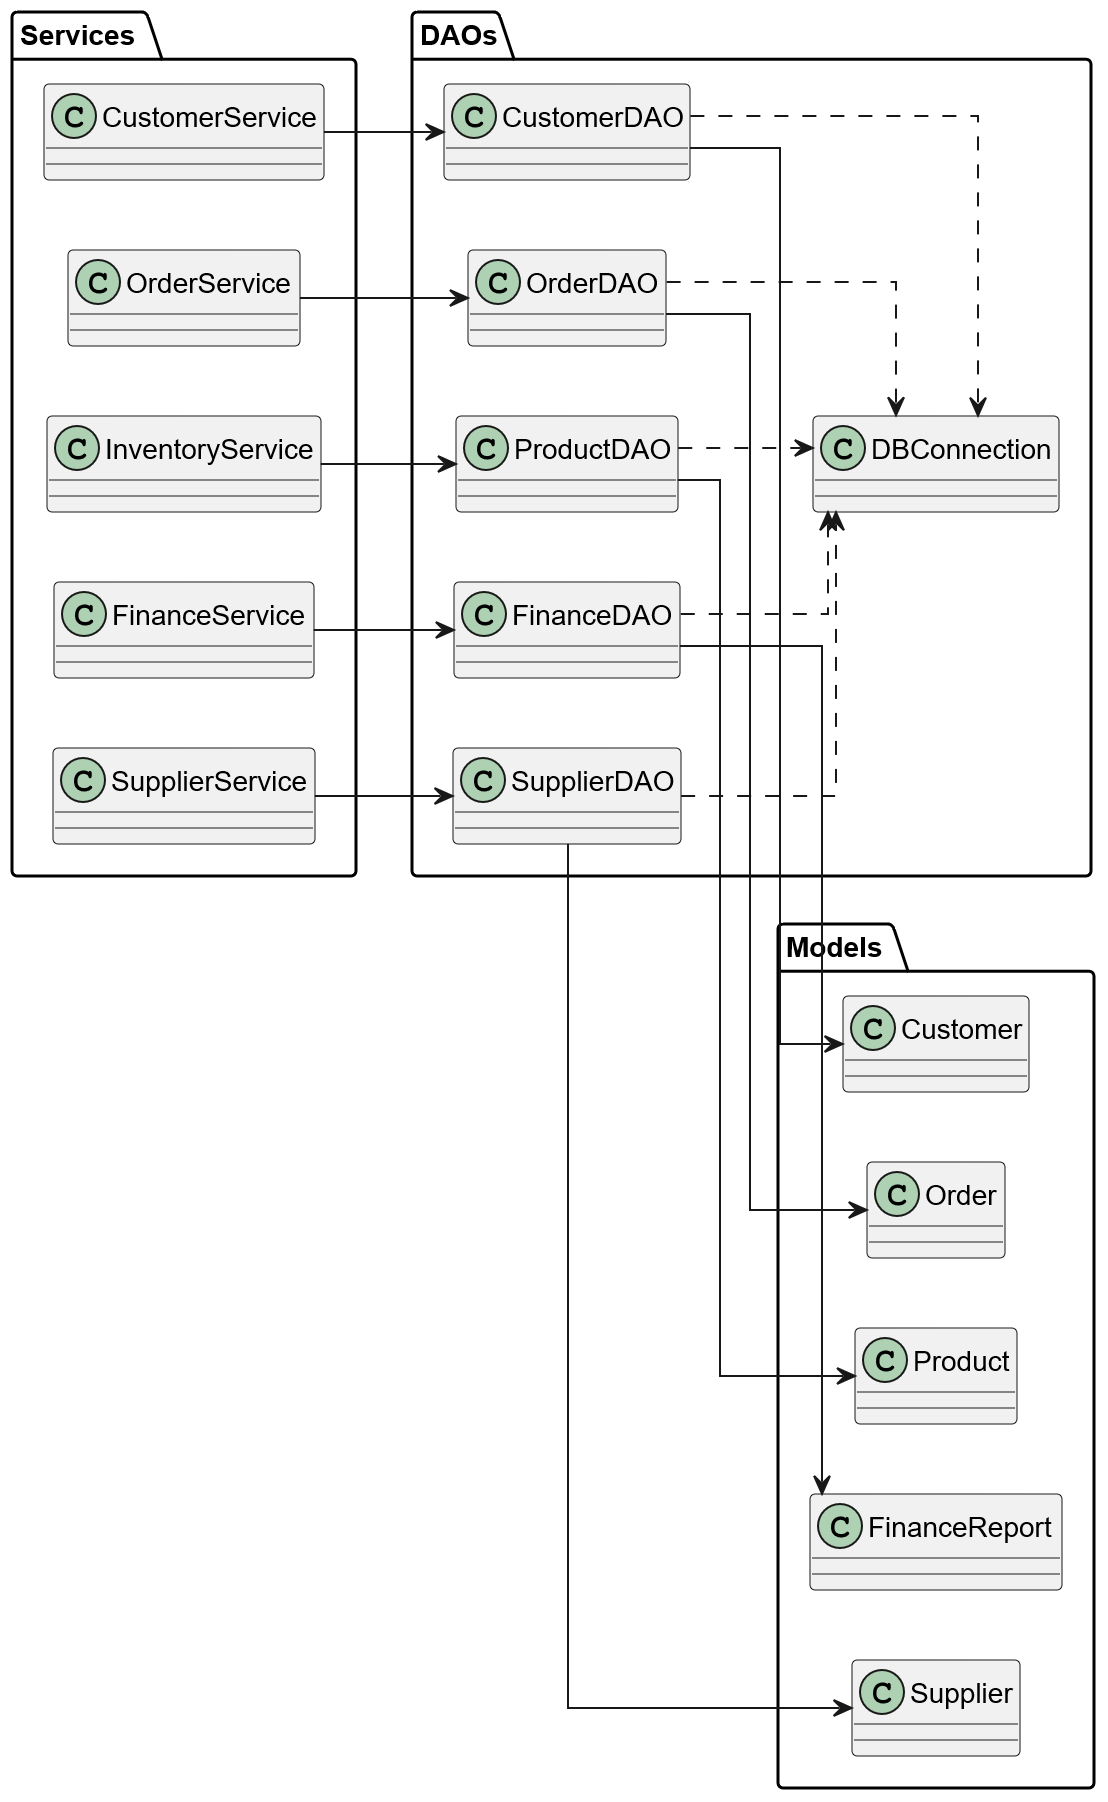 Services
DAOs
C CustomerService
C CustomerDAO
C OrderService
C OrderDAO
C InventoryService
C ProductDAO
C DBConnection
C FinanceService
C FinanceDAO
C SupplierService
C SupplierDAO
Models
C Customer
C Order
C Product
C FinanceReport
C Supplier